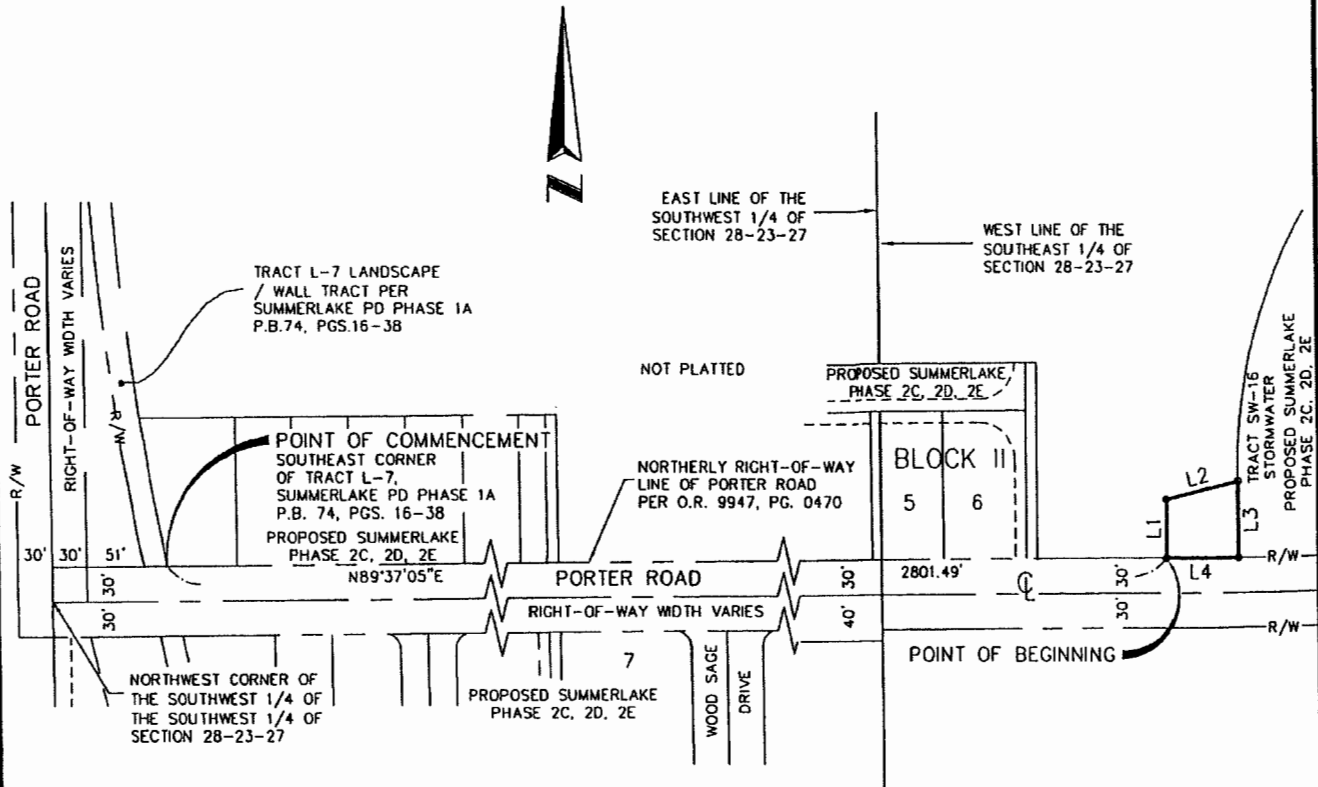 N
EAST LINE OF THE
SOUTHWEST 1/4 OF
SECTION 28-23-27
WEST LINE OF THE
SOUTHEAST 1/4 OF
SECTION 28-23-27
TRACT L-7 LANDSCAPE
/ WALL TRACT PER
SUMMERLAKE PD PHASE 1A
P.B.74, PGS.16-38
PORTER ROAD
RIGHT-OF-WAY WIDTH VARIES
R/W
R/W
NOT PLATTED
PROPOSED SUMMERLAKE
PHASE 2C, 2D, 2E
TRACT SW-16
STORMWATER
PROPOSED SUMMERLAKE
PHASE 2C, 2D, 2E
POINT OF COMMENCEMENT
SOUTHEAST CORNER
OF TRACT L-7,
SUMMERLAKE PD PHASE 1A
P.B. 74, PGS. 16-38
PROPOSED SUMMERLAKE
PHASE 2C, 2D, 2E
NORTHERLY RIGHT-OF-WAY
LINE OF PORTER ROAD
PER O.R. 9947, PG. 0470
BLOCK 11
5
6
L1
L2
L3
L4
R/W
30'
30'
51'
30'
30'
N89°37'05"E
PORTER ROAD
30'
2801.49'
CL
30'
RIGHT-OF-WAY WIDTH VARIES
40'
30'
R/W
POINT OF BEGINNING
7
NORTHWEST CORNER OF
THE SOUTHWEST 1/4 OF
THE SOUTHWEST 1/4 OF
SECTION 28-23-27
PROPOSED SUMMERLAKE
PHASE 2C, 2D, 2E
WOOD SAGE
DRIVE